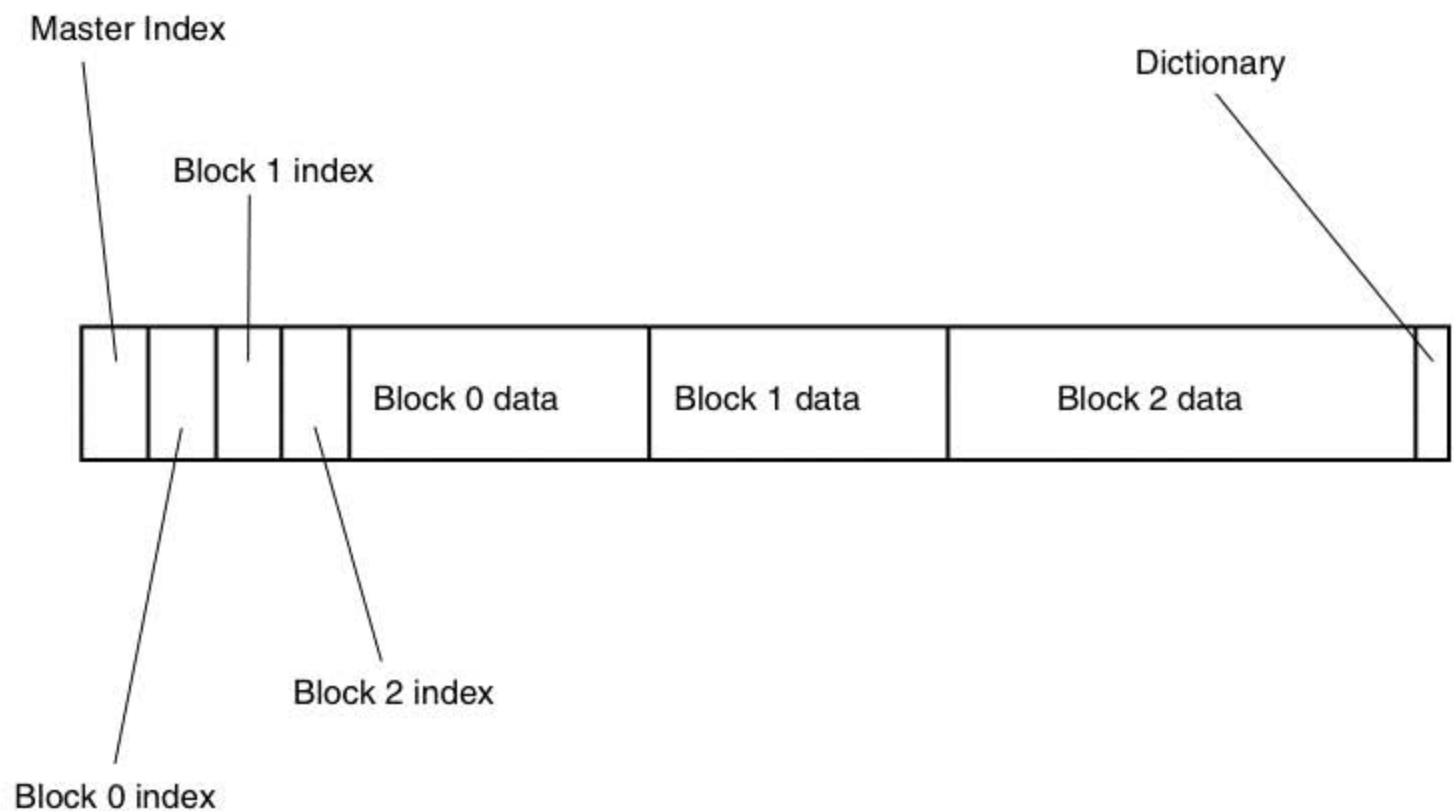 Master Index
Dictionary
Block 1 index
Block 0 data
Block 1 data
Block 2 data
Block 2 index
Block 0 index